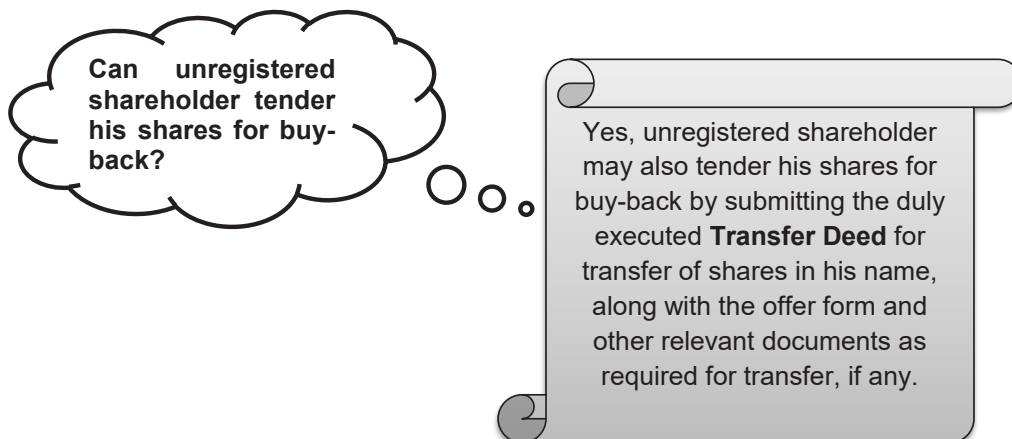 Can unregistered
shareholder tender
his shares for buy-
back?
Yes, unregistered shareholder
may also tender his shares for
buy-back by submitting the duly
executed Transfer Deed for
transfer of shares in his name,
along with the offer form and
other relevant documents as
required for transfer, if any.